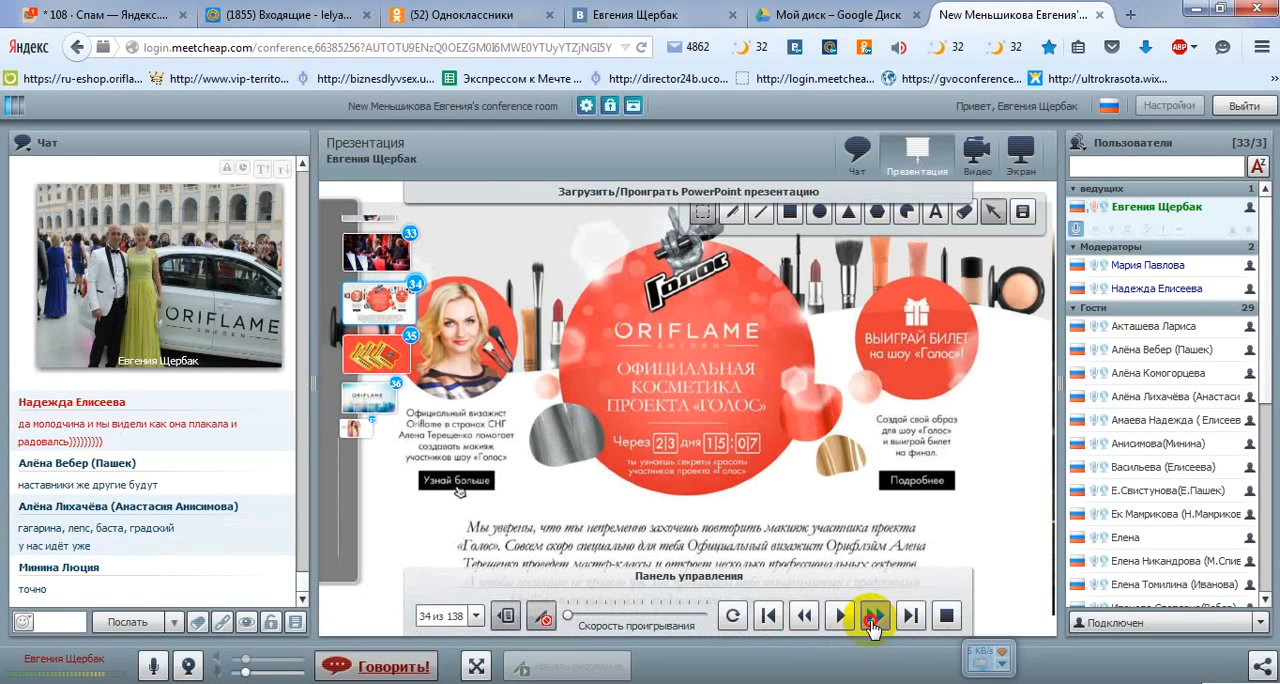 * 108 · Спам — Яндекс....
(1855) Входящие - lelya...
(52) Одноклассники
Евгения Щербак
Мой диск – Google Диск
New Меньшикова Евгения'...
Яндекс
login.meetcheap.com/conference,66385256?AUTOTU9ENzQ0OEZGM0I6MWE0YTUyYTZjNGI5Y
4862
32
32
32
ABP
https://ru-eshop.orifla...
http://www.vip-territo...
http://biznesdlyvsex.u...
Экспрессом к Мечте ...
http://director24b.uco...
http://login.meetchea...
https://gvoconference...
http://ultrokrasota.wix...
New Меньшикова Евгения's conference room
Привет, Евгения Щербак
Настройки
Выйти
Чат
ORIFLAME
SWEDEN
Евгения Щербак
Надежда Елисеева
да молодчина и мы видели как она плакала и
радовалсь)))))))))
Алёна Вебер (Пашек)
наставники же другие будут
Алёна Лихачёва (Анастасия Анисимова)
гагарина, лепс, баста, градский
у нас идёт уже
Минина Люция
точно
Послать
Презентация
Евгения Щербак
Чат
Презентация
Видео
Экран
Загрузить/Проиграть PowerPoint презентацию
33
34
35
36
Голос
ORIFLAME
SWEDEN
ОФИЦИАЛЬНАЯ
КОСМЕТИКА
ПРОЕКТА «ГОЛОС»
Через 23 дня 15:07
ты узнаешь секреты красоты
участников проекта «Голос»
Официальный визажист
Oriflame в странах СНГ
Алена Терещенко помогает
создавать макияж
участников шоу «Голос»
Узнай больше
ВЫИГРАЙ БИЛЕТ
на шоу «Голос»!
Создай свой образ
для шоу «Голос»
и выиграй билет
на финал.
Подробнее
Мы уверены, что ты непременно захочешь повторить макияж участника проекта
«Голос». Совсем скоро специально для тебя Официальный визажист Орифлэйм Алена
Терещенко проведет мастер-классы и откроет несколько профессиональных секретов.
Панель управления
34 из 138
Скорость проигрывания
Пользователи
[33/3]
ведущих 1
Евгения Щербак
Модераторы 2
Мария Павлова
Надежда Елисеева
Гости 29
Акташева Лариса
Алёна Вебер (Пашек)
Алёна Комогорцева
Алёна Лихачёва (Анастаси
Амаева Надежда ( Елисеев
Анисимова(Минина)
Васильева (Елисеева)
Е.Свистунова(Е.Пашек)
Ек Мамрикова (Н.Мамриков
Елена
Елена Никандрова (М.Спив
Елена Томилина (Иванова)
Подключен
Евгения Щербак
Говорить!
5 KB/s